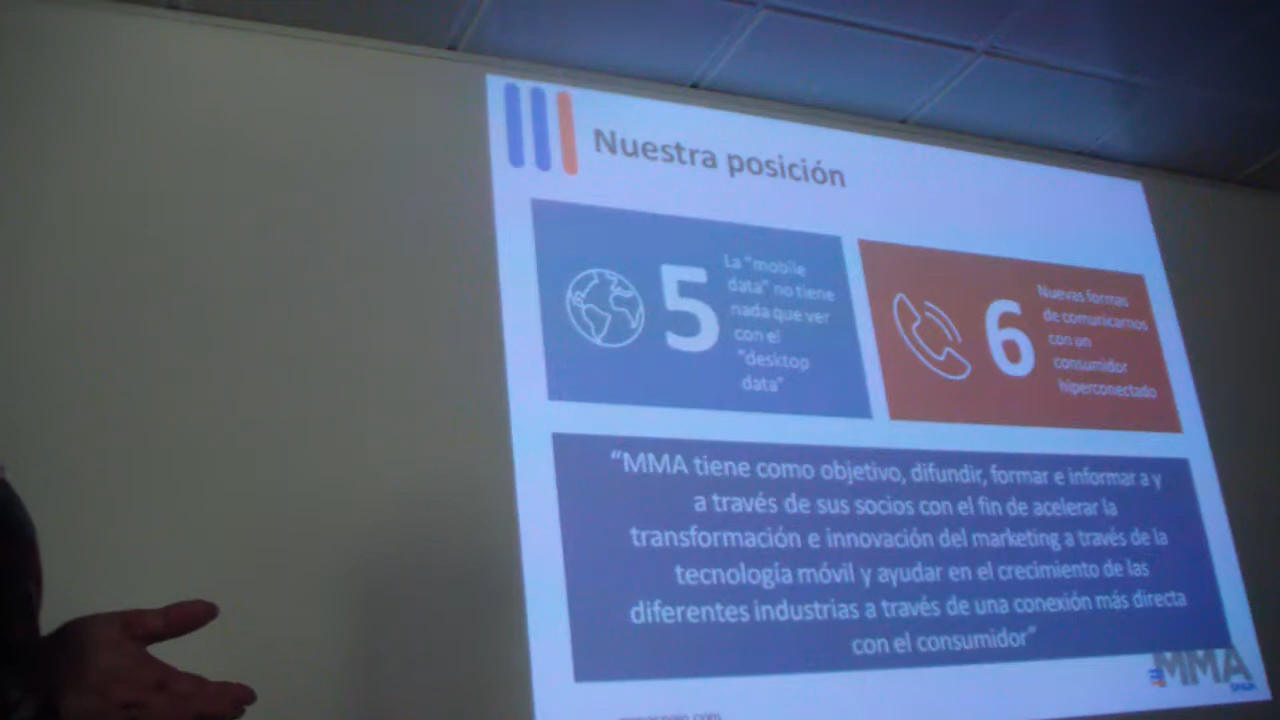 Nuestra posición
5
La "mobile
data" no tiene
nada que ver
con el
"desktop
data"
6
Nuevas formas
de comunicarnos
con un
consumidor
hiperconectado
"MMA tiene como objetivo, difundir, formar e informar a y
a través de sus socios con el fin de acelerar la
transformación e innovación del marketing a través de la
tecnología móvil y ayudar en el crecimiento de las
diferentes industrias a través de una conexión más directa
con el consumidor"
MMA
SPAIN